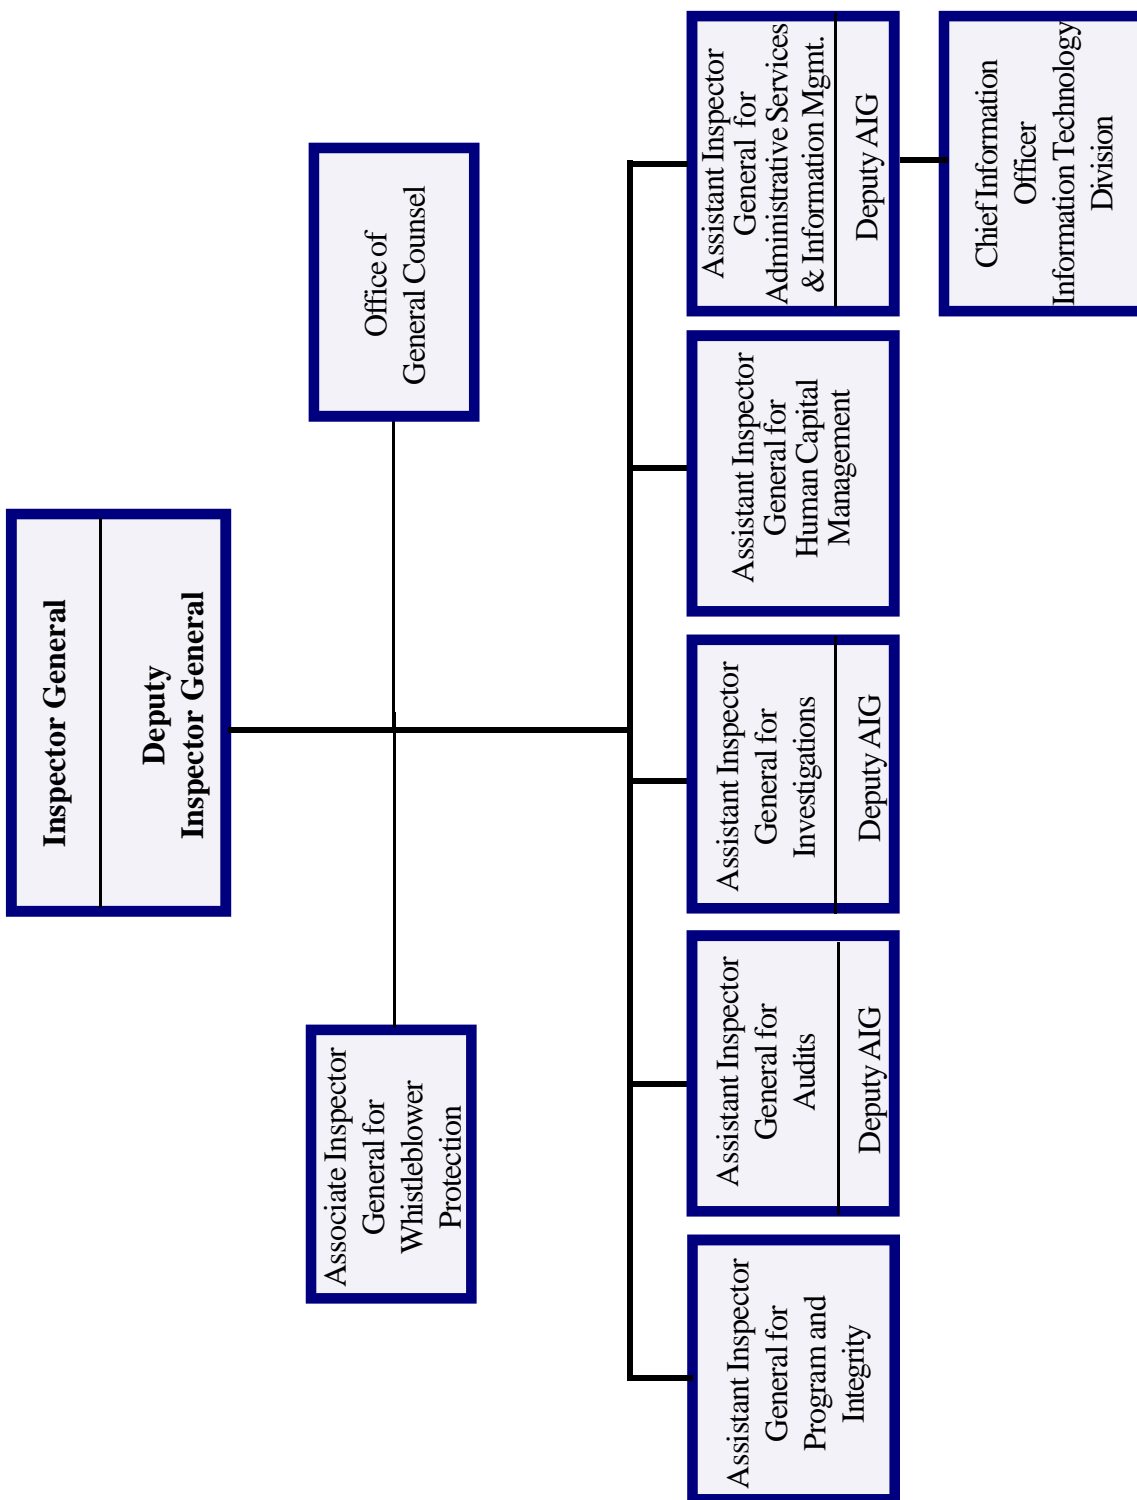 Inspector General
Deputy
Inspector General
Associate Inspector
General for
Whistleblower
Protection
Office of
General Counsel
Assistant Inspector
General for
Program and
Integrity
Assistant Inspector
General for
Audits
Deputy AIG
Assistant Inspector
General for
Investigations
Deputy AIG
Assistant Inspector
General for
Human Capital
Management
Assistant Inspector
General for
Administrative Services
& Information Mgmt.
Deputy AIG
Chief Information
Officer
Information Technology
Division